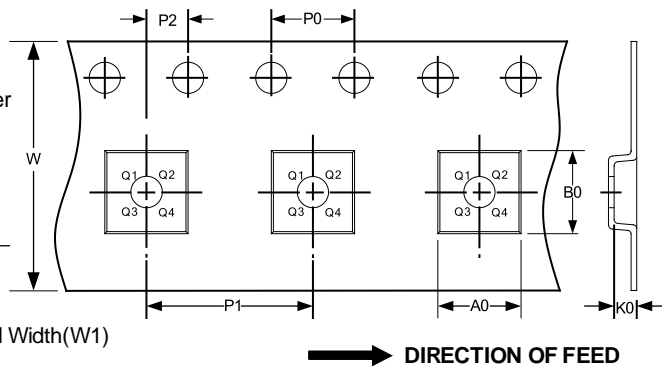 P2 P0
er
W
Q1 Q2 Q1 Q2 Q1 Q2
B0
Q3 Q4 Q3 Q4 Q3 Q4
P1 A0 K0
Width(W1)
DIRECTION OF FEED